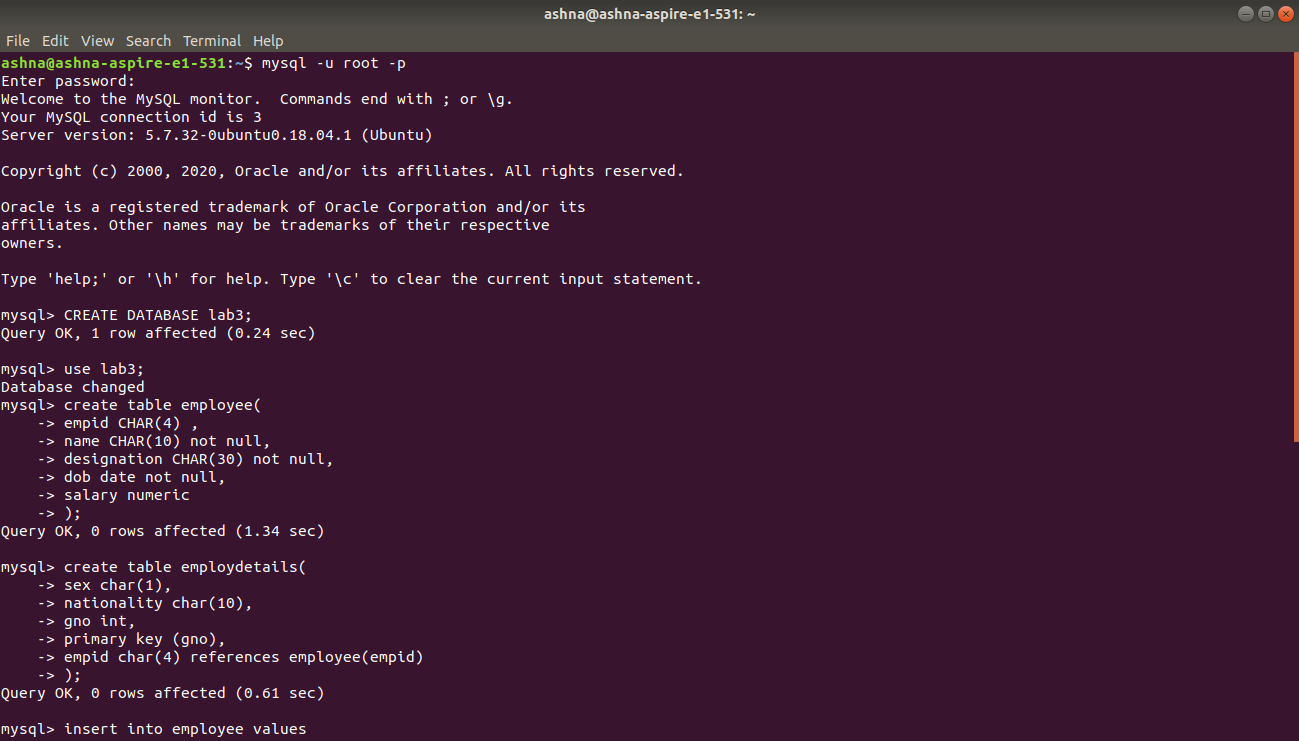 ashna@ashna-aspire-e1-531: ~
File Edit View Search Terminal Help
ashna@ashna-aspire-e1-531:~$ mysql -u root -p
Enter password:
Welcome to the MySQL monitor.  Commands end with ; or \g.
Your MySQL connection id is 3
Server version: 5.7.32-0ubuntu0.18.04.1 (Ubuntu)

Copyright (c) 2000, 2020, Oracle and/or its affiliates. All rights reserved.

Oracle is a registered trademark of Oracle Corporation and/or its
affiliates. Other names may be trademarks of their respective
owners.

Type 'help;' or '\h' for help. Type '\c' to clear the current input statement.

mysql> CREATE DATABASE lab3;
Query OK, 1 row affected (0.24 sec)

mysql> use lab3;
Database changed
mysql> create table employee(
    -> empid CHAR(4) ,
    -> name CHAR(10) not null,
    -> designation CHAR(30) not null,
    -> dob date not null,
    -> salary numeric
    -> );
Query OK, 0 rows affected (1.34 sec)

mysql> create table employdetails(
    -> sex char(1),
    -> nationality char(10),
    -> gno int,
    -> primary key (gno),
    -> empid char(4) references employee(empid)
    -> );
Query OK, 0 rows affected (0.61 sec)

mysql> insert into employee values